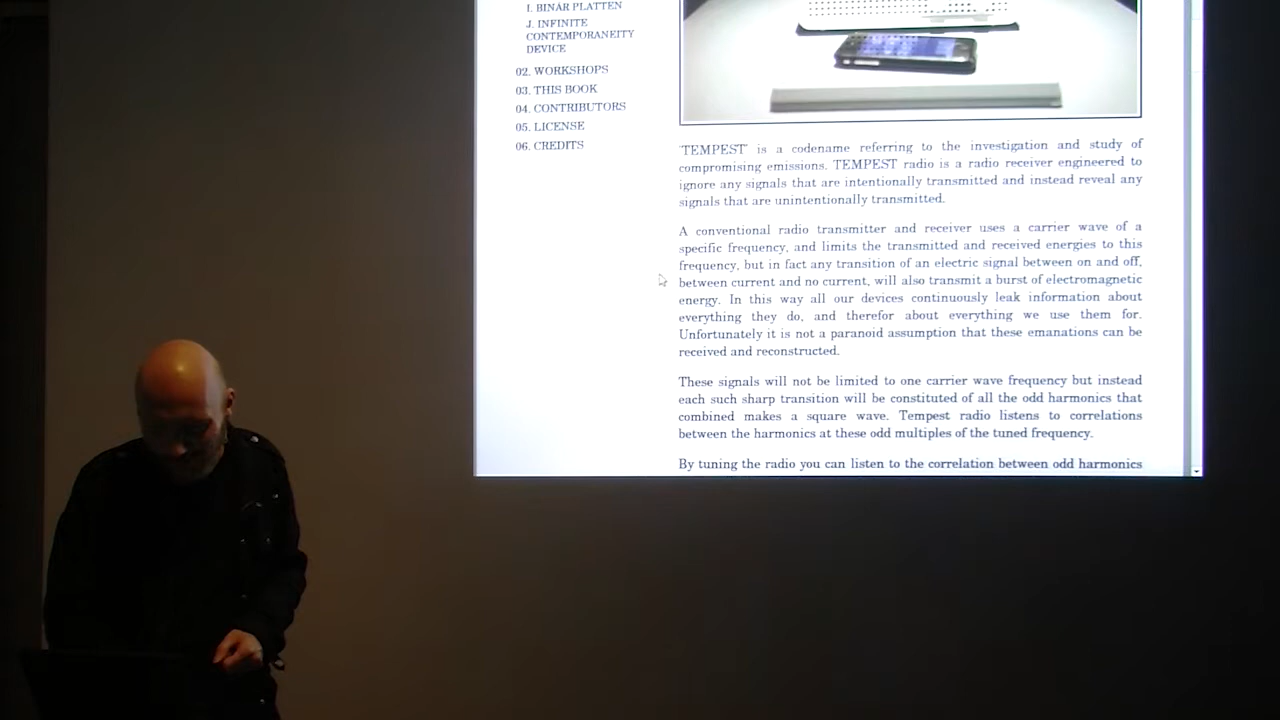 I. BINAR PLATTEN
J. INFINITE
CONTEMPORANEITY
DEVICE
02. WORKSHOPS
03. THIS BOOK
04. CONTRIBUTORS
05. LICENSE
06. CREDITS
'TEMPEST' is a codename referring to the investigation and study of
compromising emissions. TEMPEST radio is a radio receiver engineered to
ignore any signals that are intentionally transmitted and instead reveal any
signals that are unintentionally transmitted.
A conventional radio transmitter and receiver uses a carrier wave of a
specific frequency, and limits the transmitted and received energies to this
frequency, but in fact any transition of an electric signal between on and off,
between current and no current, will also transmit a burst of electromagnetic
energy. In this way all our devices continuously leak information about
everything they do, and therefor about everything we use them for.
Unfortunately it is not a paranoid assumption that these emanations can be
received and reconstructed.
These signals will not be limited to one carrier wave frequency but instead
each such sharp transition will be constituted of all the odd harmonics that
combined makes a square wave. Tempest radio listens to correlations
between the harmonics at these odd multiples of the tuned frequency.
By tuning the radio you can listen to the correlation between odd harmonics